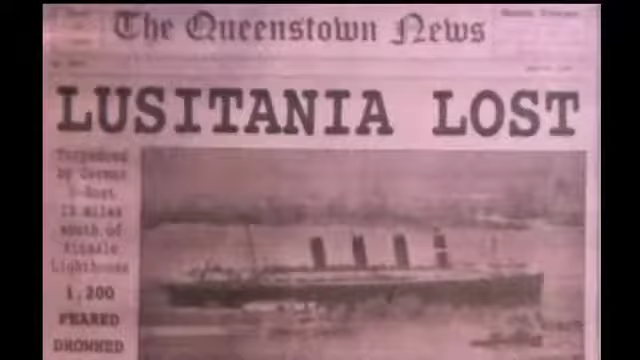 The Queenstown News
LUSITANIA LOST
Torpedoed
by German
U-Boat
12 miles
south of
Kinsale
Lighthouse
1,200
FEARED
DROWNED